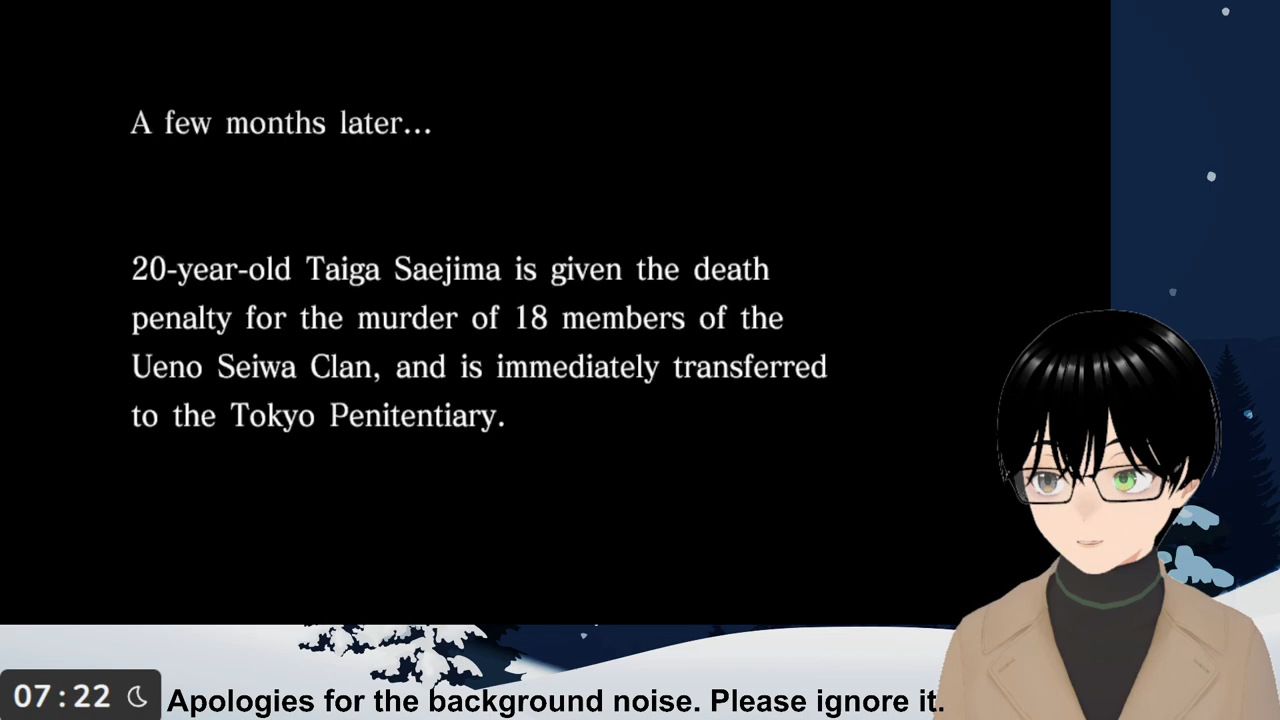 A few months later...
20-year-old Taiga Saejima is given the death
penalty for the murder of 18 members of the
Ueno Seiwa Clan, and is immediately transferred
to the Tokyo Penitentiary.
07:22
Apologies for the background noise. Please ignore it.